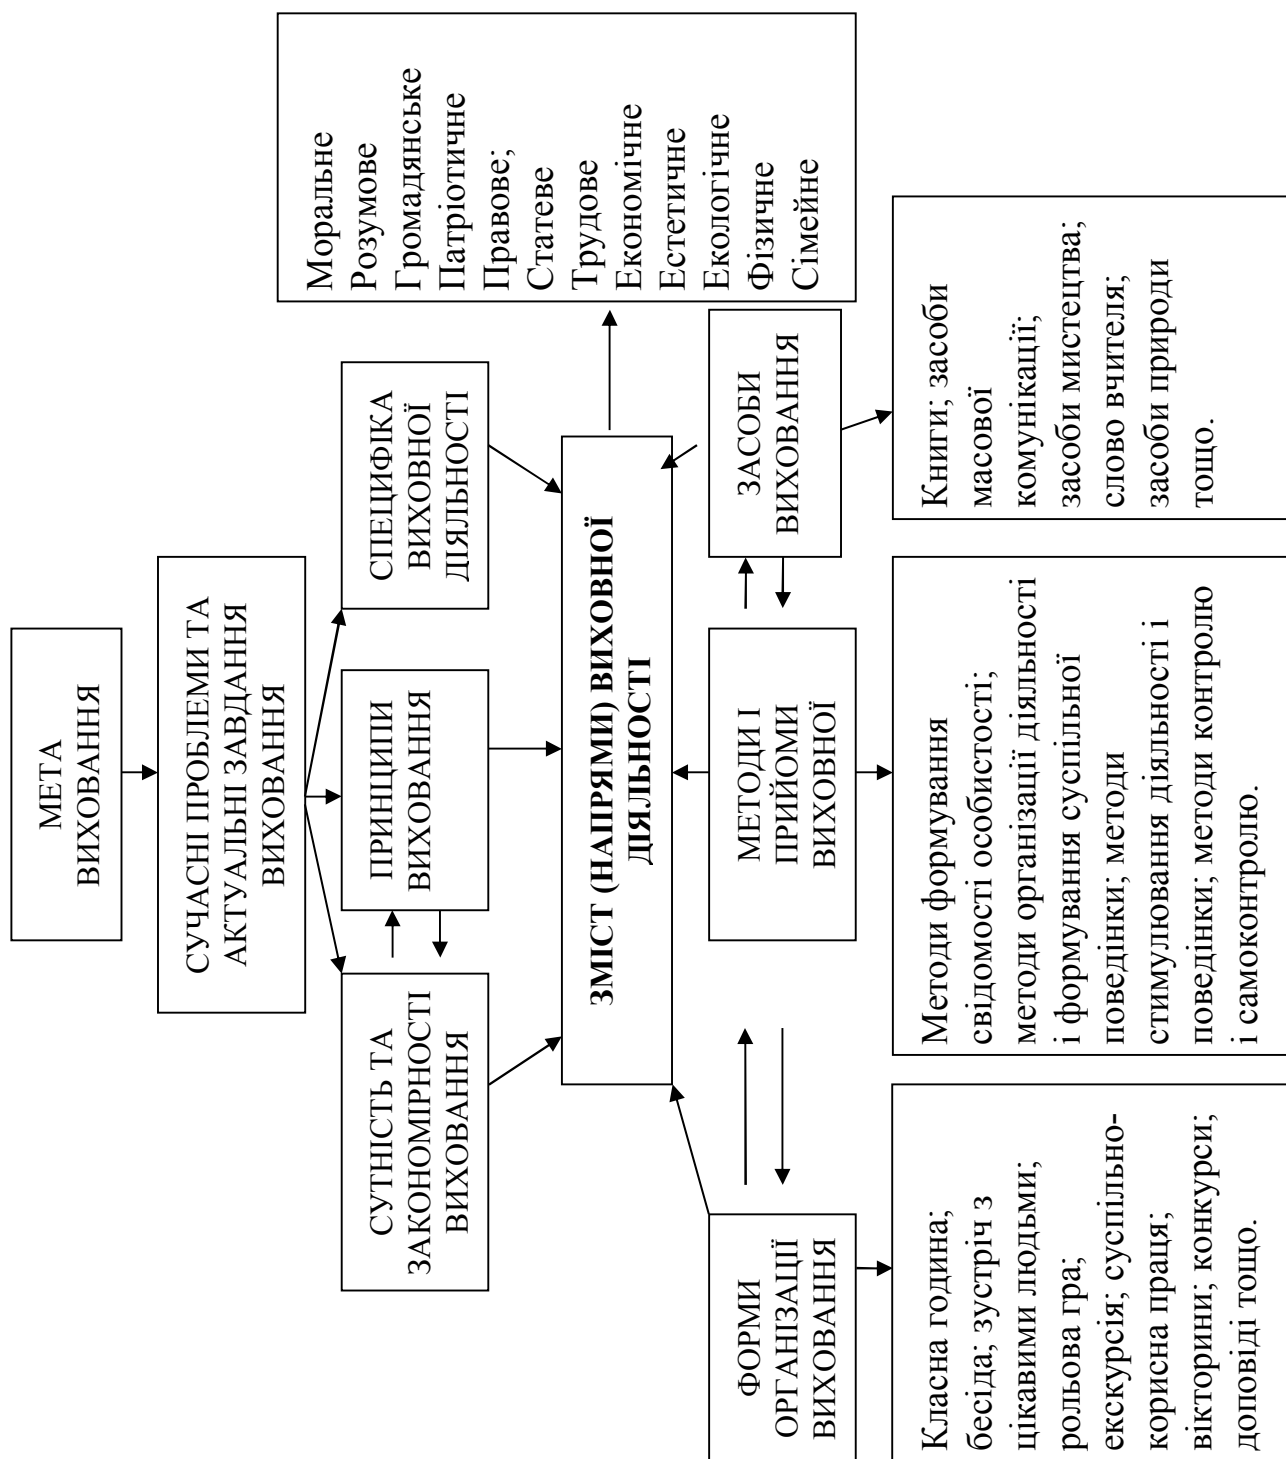 МЕТА
ВИХОВАННЯ
СУЧАСНІ ПРОБЛЕМИ ТА
АКТУАЛЬНІ ЗАВДАННЯ
ВИХОВАННЯ
СУТНІСТЬ ТА
ЗАКОНОМІРНОСТІ
ВИХОВАННЯ
ПРИНЦИПИ
ВИХОВАННЯ
СПЕЦИФІКА
ВИХОВНОЇ
ДІЯЛЬНОСТІ
ЗМІСТ (НАПРЯМИ) ВИХОВНОЇ
ДІЯЛЬНОСТІ
Моральне
Розумове
Громадянське
Патріотичне
Правове;
Статеве
Трудове
Економічне
Естетичне
Екологічне
Фізичне
Сімейне
ФОРМИ
ОРГАНІЗАЦІЇ
ВИХОВАННЯ
МЕТОДИ І
ПРИЙОМИ
ВИХОВНОЇ
ЗАСОБИ
ВИХОВАННЯ
Класна година;
бесіда; зустріч з
цікавими людьми;
рольова гра;
екскурсія; суспільно-
корисна праця;
вікторини; конкурси;
доповіді тощо.
Методи формування
свідомості особистості;
методи організації діяльності
і формування суспільної
поведінки; методи
стимулювання діяльності і
поведінки; методи контролю
і самоконтролю.
Книги; засоби
масової
комунікації;
засоби мистецтва;
слово вчителя;
засоби природи
тощо.